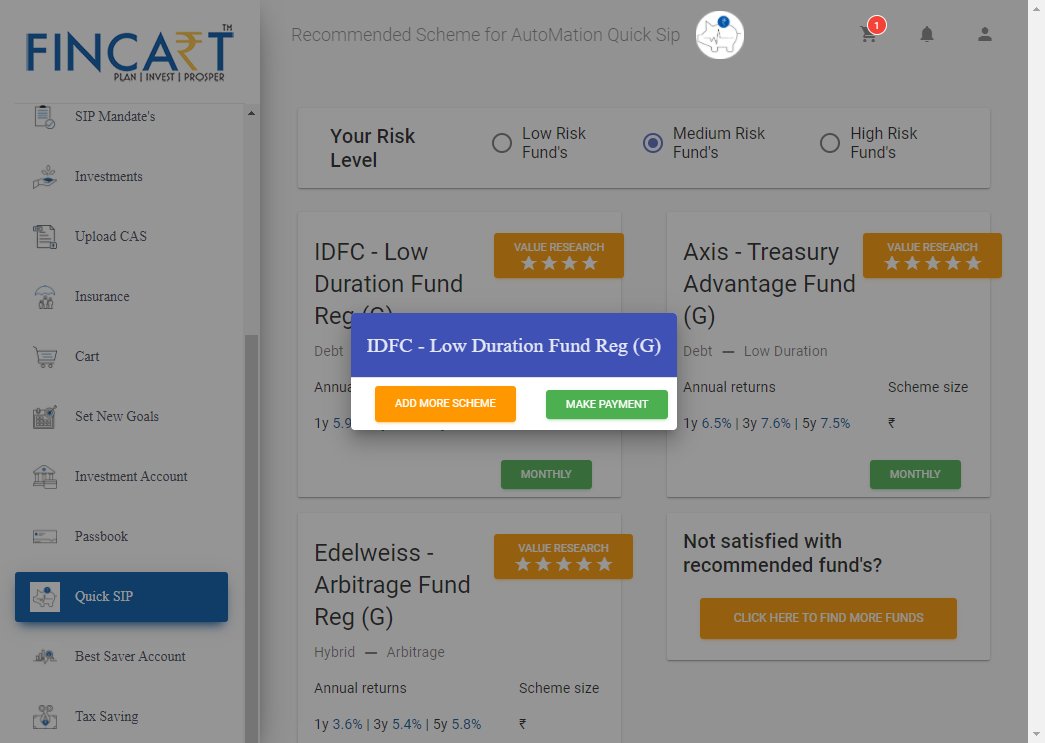 FINCART
TM
PLAN | INVEST | PROSPER
SIP Mandate's
Investments
Upload CAS
Insurance
Cart
Set New Goals
Investment Account
Passbook
Quick SIP
Best Saver Account
Tax Saving
Recommended Scheme for AutoMation Quick Sip
1
Your Risk
Level
Low Risk
Fund's
Medium Risk
Fund's
High Risk
Fund's
IDFC - Low
Duration Fund
Reg (G)
VALUE RESEARCH
Debt
Annual
1y 5.9
MONTHLY
Axis - Treasury
Advantage Fund
(G)
VALUE RESEARCH
Debt — Low Duration
Annual returns
Scheme size
1y 6.5% | 3y 7.6% | 5y 7.5%
₹
MONTHLY
IDFC - Low Duration Fund Reg (G)
ADD MORE SCHEME
MAKE PAYMENT
Edelweiss -
Arbitrage Fund
Reg (G)
VALUE RESEARCH
Hybrid — Arbitrage
Annual returns
Scheme size
1y 3.6% | 3y 5.4% | 5y 5.8%
₹
Not satisfied with
recommended fund's?
CLICK HERE TO FIND MORE FUNDS